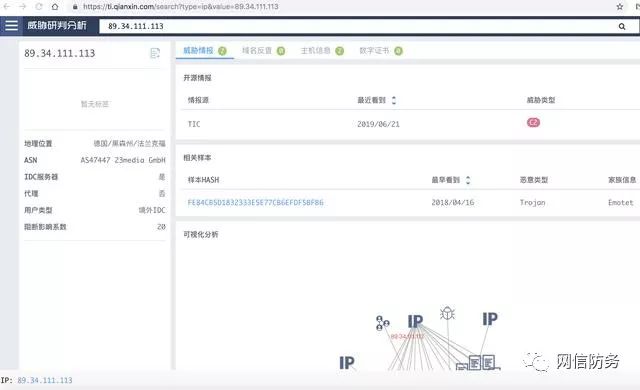 https://ti.qianxin.com/search?type=ip&value=89.34.111.113
威胁研判分析
89.34.111.113
89.34.111.113
暂无标签
地理位置 德国/黑森州/法兰克福
ASN AS47447 23media GmbH
IDC服务器 是
代理 否
用户类型 境外IDC
阻断影响系数 20
威胁情报 2 域名反查 主机信息 数字证书
开源情报
情报源 最近看到 威胁类型
TIC 2019/06/21 C2
相关样本
样本HASH 最早看到 恶意类型 家族信息
FE84CB5D1832333E5E77CB6EFDF5BFB6 2018/04/16 Trojan Emotet
可视化分析
IP
IP
89.34.111.113
IP
网信防务
IP: 89.34.111.113